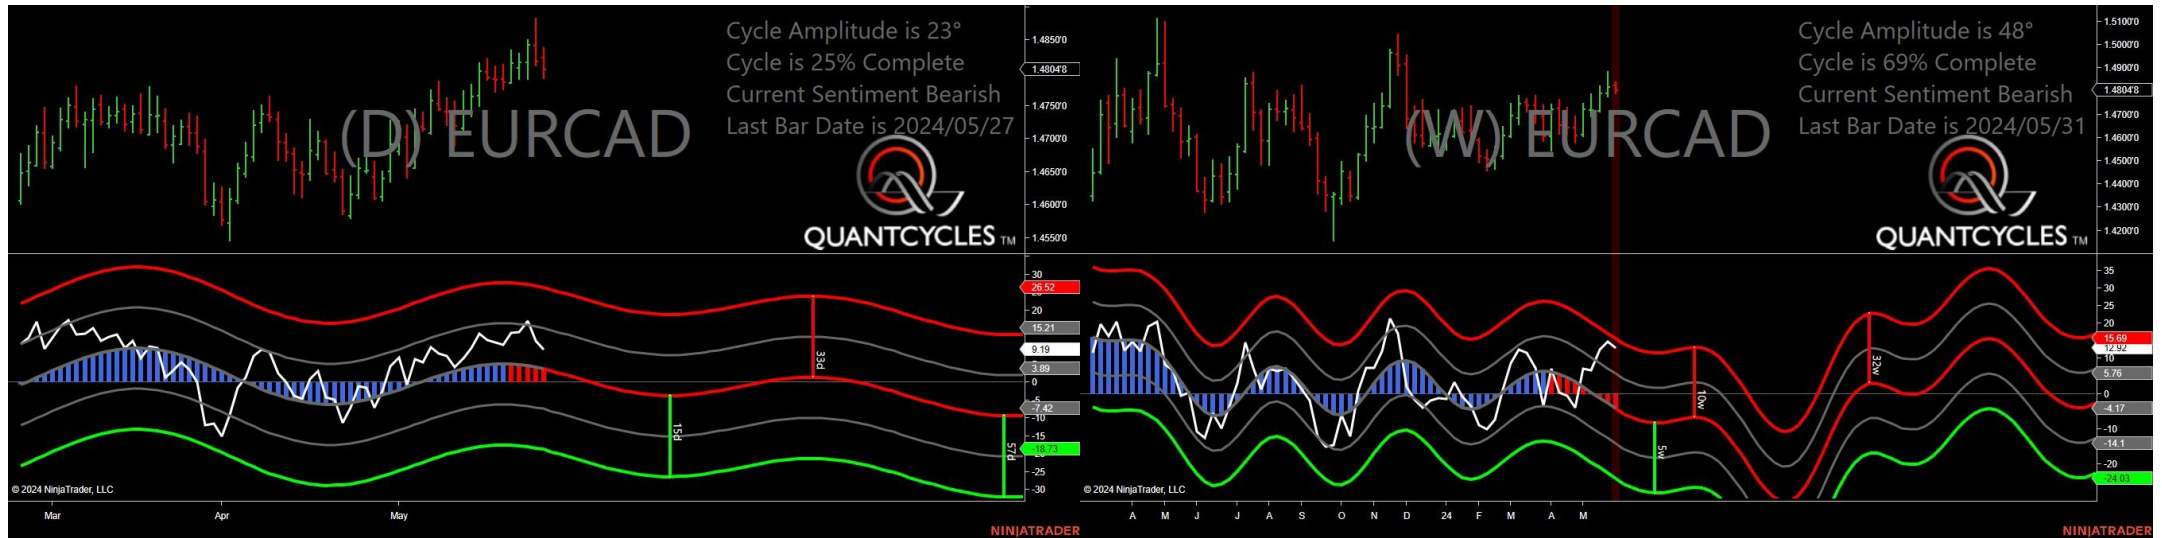 Cycle Amplitude is 23°
Cycle is 25% Complete
Current Sentiment Bearish
Last Bar Date is 2024/05/27
(D) EURCAD
QUANTCYCLES TM
1.4850'0
1.4804'8
1.4750'0
1.4700'0
1.4650'0
1.4600'0
1.4550'0
30
26.52
20
15.21
9.19
3.89
0
-5
-7.42
-10
-15
-18.73
-25
-30
15d
33d
57d
© 2024 NinjaTrader, LLC
Mar
Apr
May
NINJATRADER
Cycle Amplitude is 48°
Cycle is 69% Complete
Current Sentiment Bearish
Last Bar Date is 2024/05/31
(W) EURCAD
QUANTCYCLES TM
1.5100'0
1.5000'0
1.4900'0
1.4804'8
1.4700'0
1.4600'0
1.4500'0
1.4400'0
1.4300'0
1.4200'0
35
30
25
20
15.69
12.92
10
5.76
0
-4.17
-10
-14.1
-20
-24.03
5w
10w
32w
© 2024 NinjaTrader, LLC
A M J J A S O N D 24 F M A M
NINJATRADER